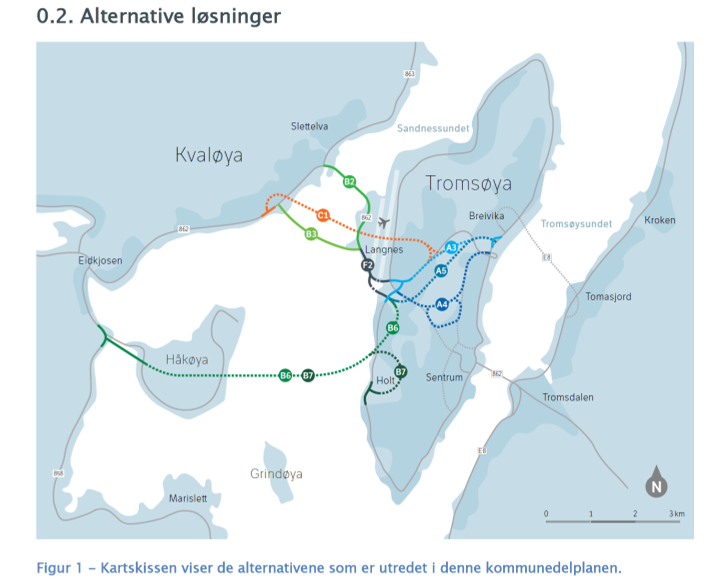 0.2. Alternative løsninger
863
Slettelva
Sandnessundet
Kvaløya
B2
Tromsøya
C1
862
Breivika
862
B3
Tromsøysundet
Kroken
Langnes
A3
Eidkjosen
F2
A5
E8
Tomasjord
A4
B6
Håkøya
B6
B7
B7
Holt
Sentrum
862
Tromsdalen
E8
858
Grindøya
Marislett
N
0 1 2 3 km
Figur 1 – Kartskissen viser de alternativene som er utredet i denne kommunedelplanen.